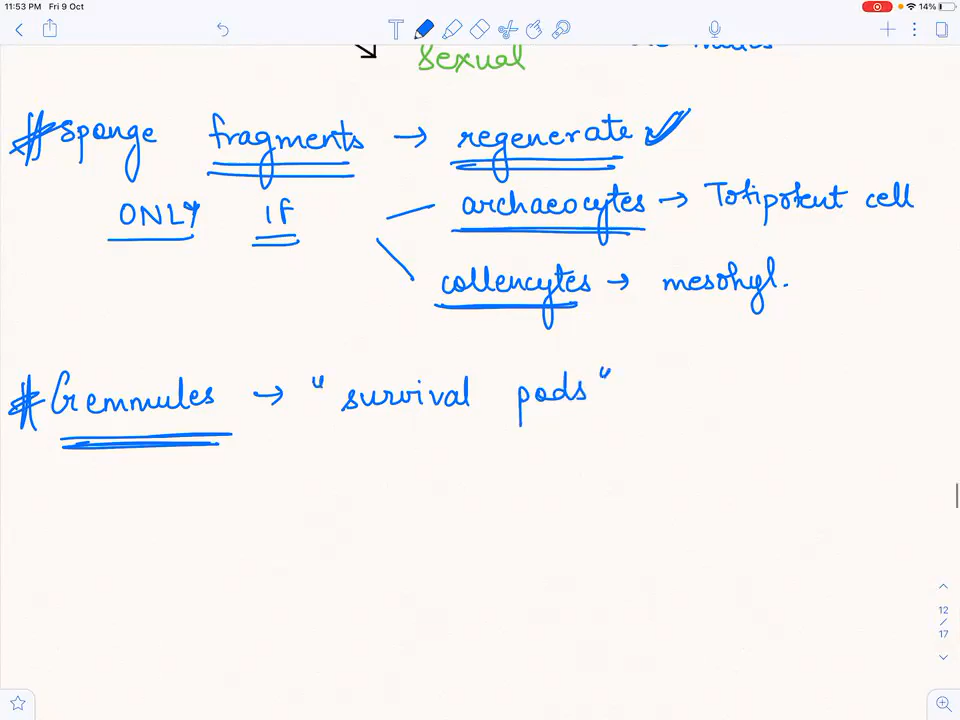 11:53 PM Fri 9 Oct
14%
Sexual
# Sponge fragments → regenerate ✓
ONLY IF
archaeocytes → Totipotent cell
collencytes → mesohyl.
# Gemmules → "survival pods"
12
/
17